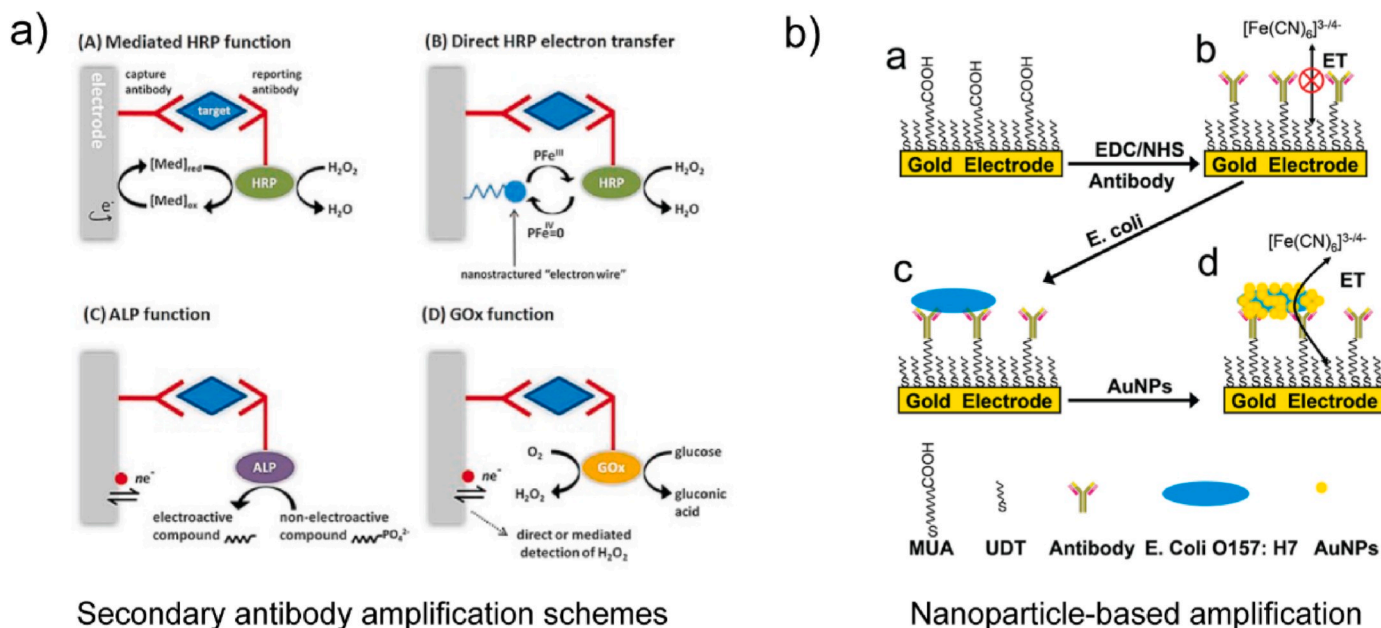 a)
(A) Mediated HRP function
electrode
capture
antibody
reporting
antibody
target
[Med]red
[Med]ox
e-
HRP
H2O2
H2O
(B) Direct HRP electron transfer
PFeIII
HRP
H2O2
H2O
IV
PFe=0
nanostractured "electron wire"
(C) ALP function
ne-
ALP
electroactive
compound
non-electroactive
compound
PO42-
(D) GOx function
ne-
O2
H2O2
GOx
glucose
gluconic
acid
direct or mediated
detection of H2O2
Secondary antibody amplification schemes
b)
a
COOH
COOH
COOH
S S S S S S S S S S
Gold Electrode
EDC/NHS
Antibody
b
[Fe(CN)6]3-/4-
ET
S S S S S S S S S S
Gold Electrode
E. coli
c
S S S S S S S S S S
Gold Electrode
AuNPs
d
[Fe(CN)6]3-/4-
ET
S S S S S S S S S S
Gold Electrode
COOH
S
MUA
S
UDT
Antibody
E. Coli O157: H7
AuNPs
Nanoparticle-based amplification